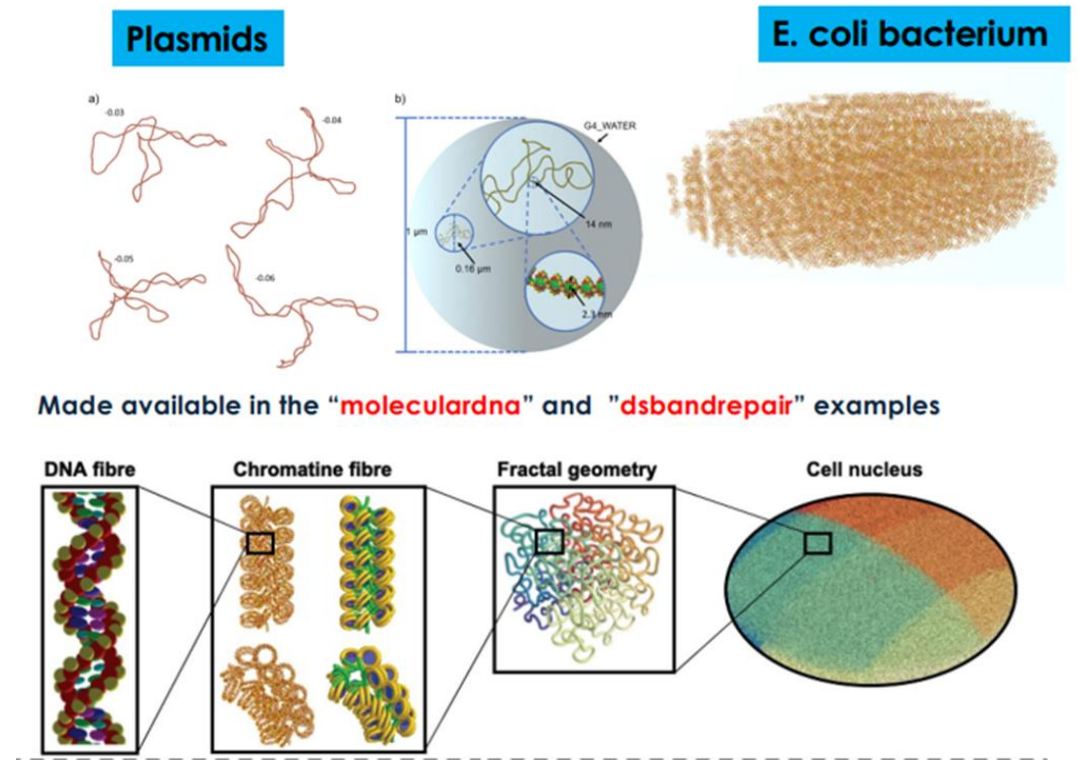 Plasmids
E. coli bacterium
a)
-0.03
-0.04
-0.05
-0.06
b)
G4_WATER
1 µm
14 nm
0.16 µm
2.3 nm
Made available in the “moleculardna” and ”dsbandrepair” examples
DNA fibre
Chromatine fibre
Fractal geometry
Cell nucleus